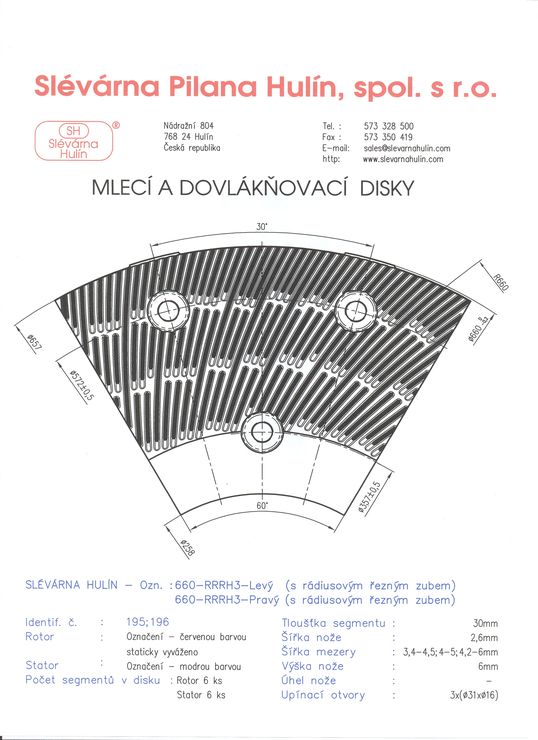 Slévárna Pilana Hulín, spol. s r.o.
SH
Slévárna
Hulín
®
Nádražní 804
768 24 Hulín
Česká republika
Tel. : 573 328 500
Fax : 573 350 419
E-mail: sales@slevarnahulin.com
http: www.slevarnahulin.com
MLECÍ A DOVLÁKŇOVACÍ DISKY
30°
R660
ø660
ø657
ø572±0,5
ø357±0,5
60°
ø258
SLÉVÁRNA HULÍN – Ozn. :660-RRRH3-Levý (s rádiusovým řezným zubem)
660-RRRH3-Pravý (s rádiusovým řezným zubem)
Identif. č. : 195;196
Rotor : Označení – červenou barvou
staticky vyváženo
Stator : Označení – modrou barvou
Počet segmentů v disku : Rotor 6 ks
Stator 6 ks
Tloušťka segmentu : 30mm
Šířka nože : 2,6mm
Šířka mezery : 3,4–4,5;4–5;4,2–6mm
Výška nože : 6mm
Úhel nože : –
Upínací otvory : 3x(ø31xø16)